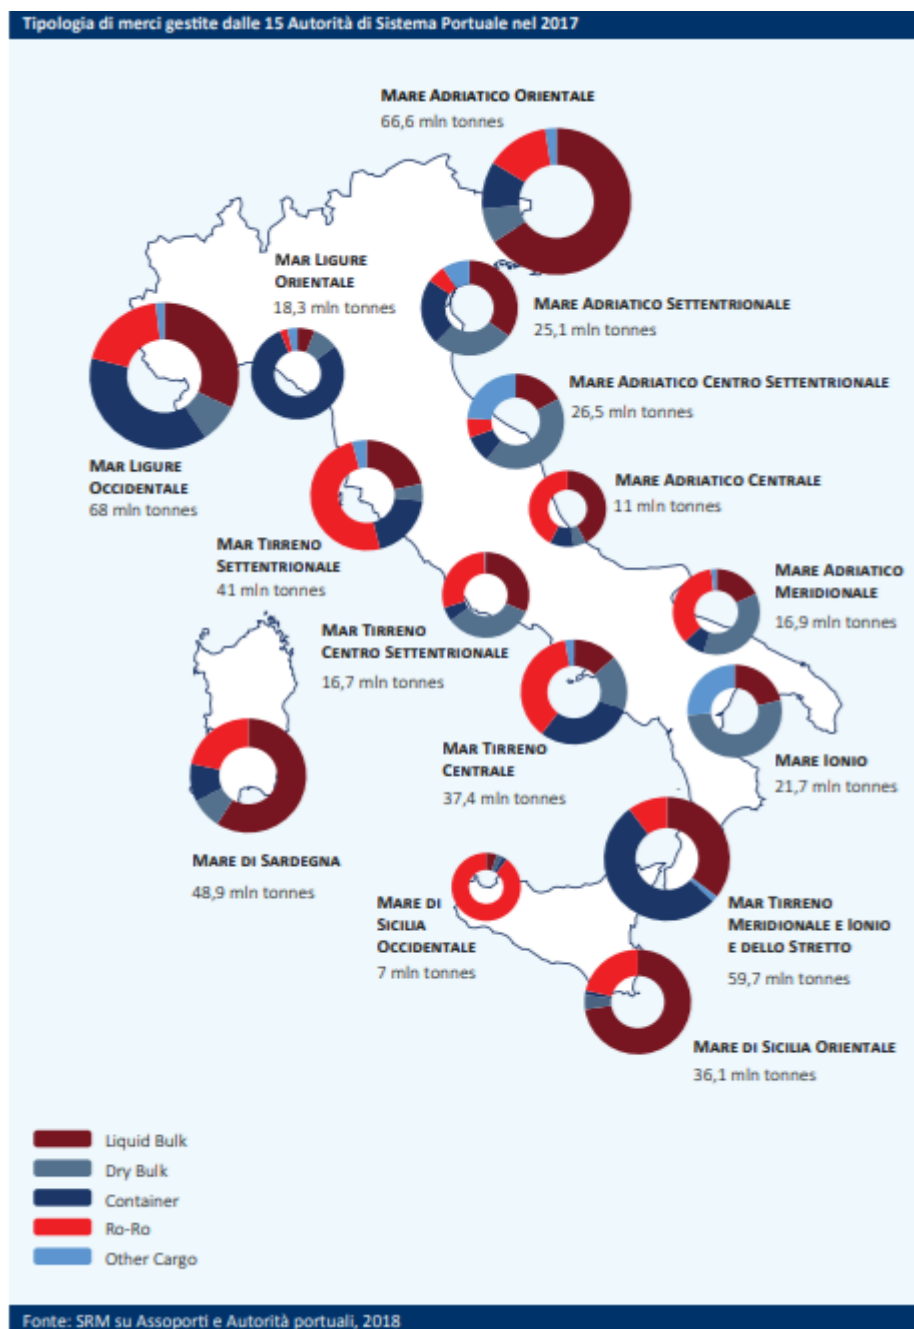 Tipologia di merci gestite dalle 15 Autorità di Sistema Portuale nel 2017
MARE ADRIATICO ORIENTALE
66,6 mln tonnes
MAR LIGURE
ORIENTALE
18,3 mln tonnes
MARE ADRIATICO SETTENTRIONALE
25,1 mln tonnes
MARE ADRIATICO CENTRO SETTENTRIONALE
26,5 mln tonnes
MAR LIGURE
OCCIDENTALE
68 mln tonnes
MARE ADRIATICO CENTRALE
11 mln tonnes
MAR TIRRENO
SETTENTRIONALE
41 mln tonnes
MARE ADRIATICO
MERIDIONALE
16,9 mln tonnes
MAR TIRRENO
CENTRO SETTENTRIONALE
16,7 mln tonnes
MAR TIRRENO
CENTRALE
37,4 mln tonnes
MARE IONIO
21,7 mln tonnes
MARE DI SARDEGNA
48,9 mln tonnes
MARE DI
SICILIA
OCCIDENTALE
7 mln tonnes
MAR TIRRENO
MERIDIONALE E IONIO
E DELLO STRETTO
59,7 mln tonnes
MARE DI SICILIA ORIENTALE
36,1 mln tonnes
Liquid Bulk
Dry Bulk
Container
Ro-Ro
Other Cargo
Fonte: SRM su Assoporti e Autorità portuali, 2018